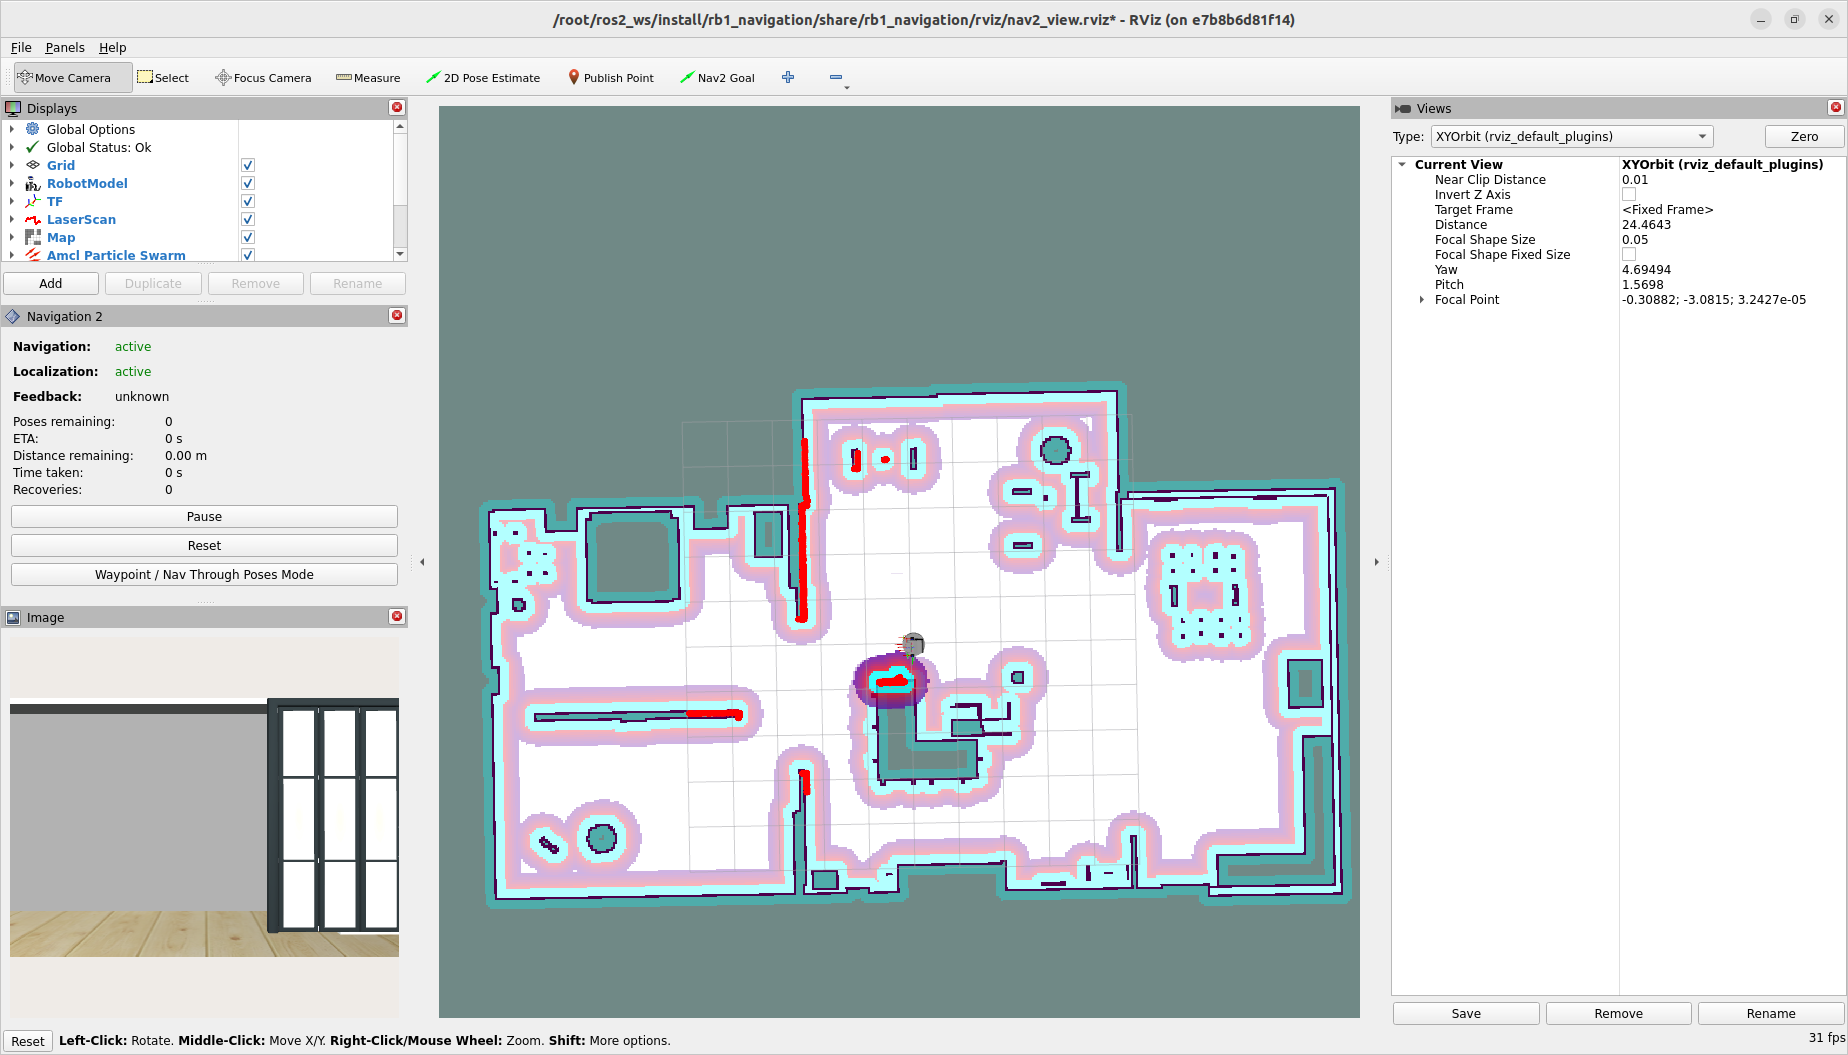 /root/ros2_ws/install/rb1_navigation/share/rb1_navigation/rviz/nav2_view.rviz* - RViz (on e7b8b6d81f14)
File Panels Help
Move Camera Select Focus Camera Measure 2D Pose Estimate Publish Point Nav2 Goal
Displays
Global Options
Global Status: Ok
Grid
RobotModel
TF
LaserScan
Map
Amcl Particle Swarm
Add Duplicate Remove Rename
Navigation 2
Navigation: active
Localization: active
Feedback: unknown
Poses remaining: 0
ETA: 0 s
Distance remaining: 0.00 m
Time taken: 0 s
Recoveries: 0
Pause
Reset
Waypoint / Nav Through Poses Mode
Image
Views
Type: XYOrbit (rviz_default_plugins) Zero
Current View XYOrbit (rviz_default_plugins)
Near Clip Distance 0.01
Invert Z Axis
Target Frame <Fixed Frame>
Distance 24.4643
Focal Shape Size 0.05
Focal Shape Fixed Size
Yaw 4.69494
Pitch 1.5698
Focal Point -0.30882; -3.0815; 3.2427e-05
Save Remove Rename
Reset Left-Click: Rotate. Middle-Click: Move X/Y. Right-Click/Mouse Wheel: Zoom. Shift: More options.
31 fps